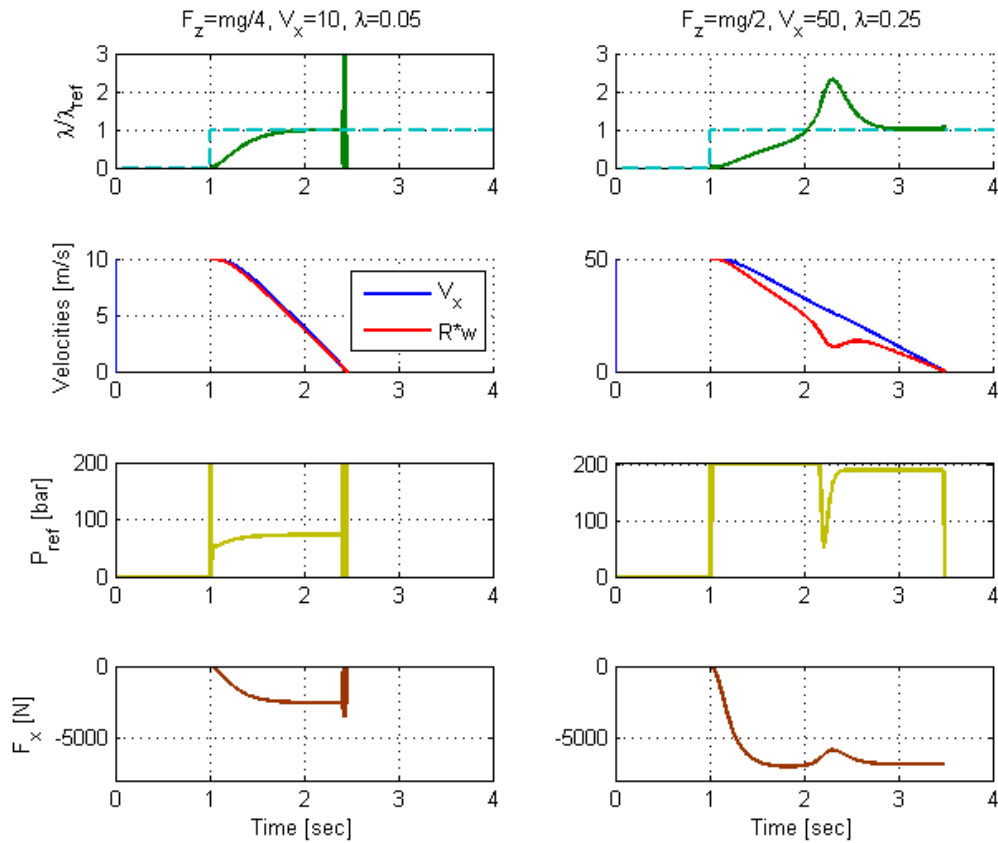 F_z=mg/4, V_x=10, λ=0.05
F_z=mg/2, V_x=50, λ=0.25
λ/λ_ref
3
2
1
0
0 1 2 3 4
3
2
1
0
0 1 2 3 4
Velocities [m/s]
10
5
0
0 1 2 3 4
V_x
R*w
50
0
0 1 2 3 4
P_ref [bar]
200
100
0
0 1 2 3 4
200
100
0
0 1 2 3 4
F_x [N]
0
-5000
0 1 2 3 4
Time [sec]
0
-5000
0 1 2 3 4
Time [sec]